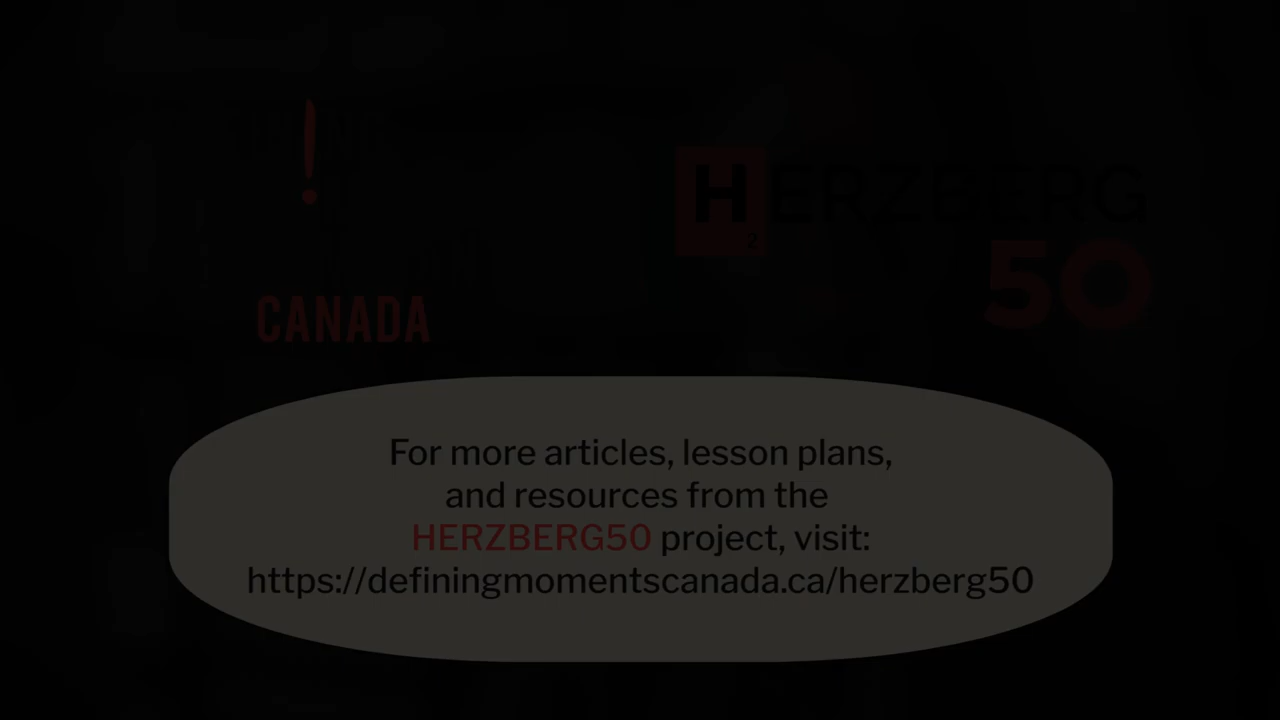 !
CANADA
HERZBERG
2
50
For more articles, lesson plans,
and resources from the
HERZBERG50 project, visit:
https://definingmomentscanada.ca/herzberg50